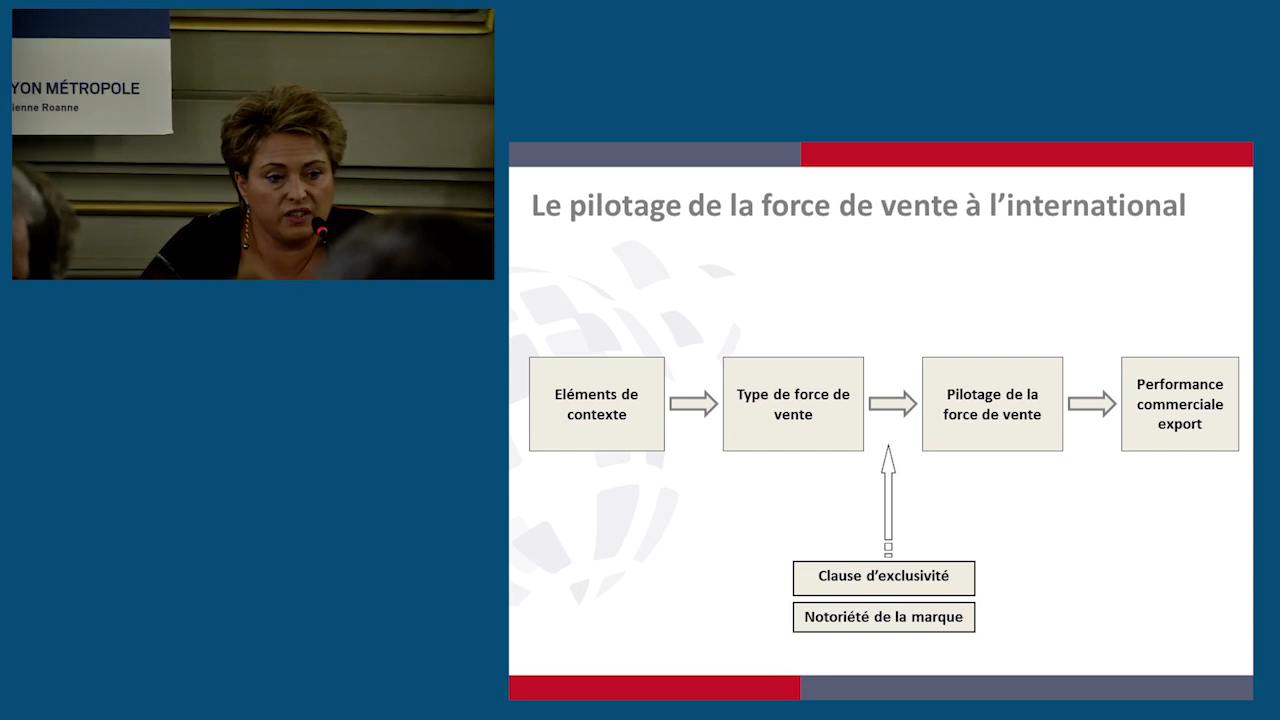 YON MÉTROPOLE
ienne Roanne
Le pilotage de la force de vente à l’international
Eléments de
contexte
Type de force de
vente
Pilotage de la
force de vente
Performance
commerciale
export
Clause d’exclusivité
Notoriété de la marque